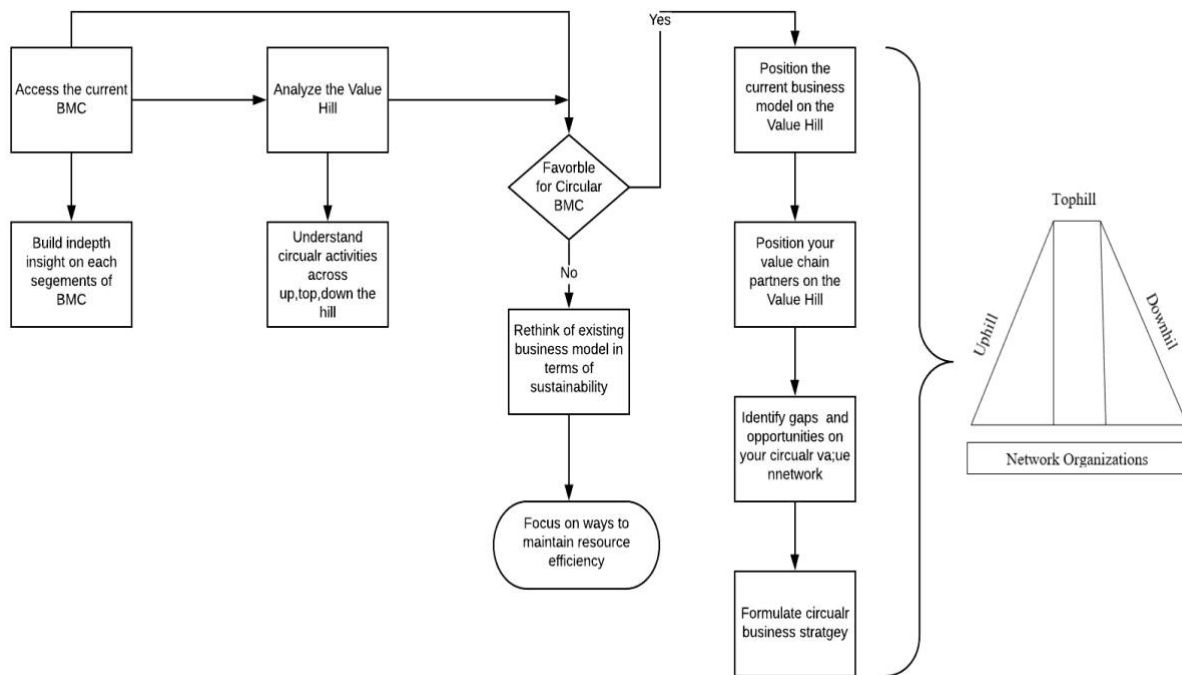 Access the current
BMC
Build indepth
insight on each
segements of
BMC
Analyze the Value
Hill
Understand
circualr activities
across
up,top,down the
hill
Favorble
for Circular
BMC
No
Rethink of existing
business model in
terms of
sustainability
Focus on ways to
maintain resource
efficiency
Yes
Position the
current business
model on the
Value Hill
Position your
value chain
partners on the
Value Hill
Identify gaps and
opportunities on
your circualr va;ue
nnetwork
Formulate circualr
business stratgey
Tophill
Uphill
Downhil
Network Organizations